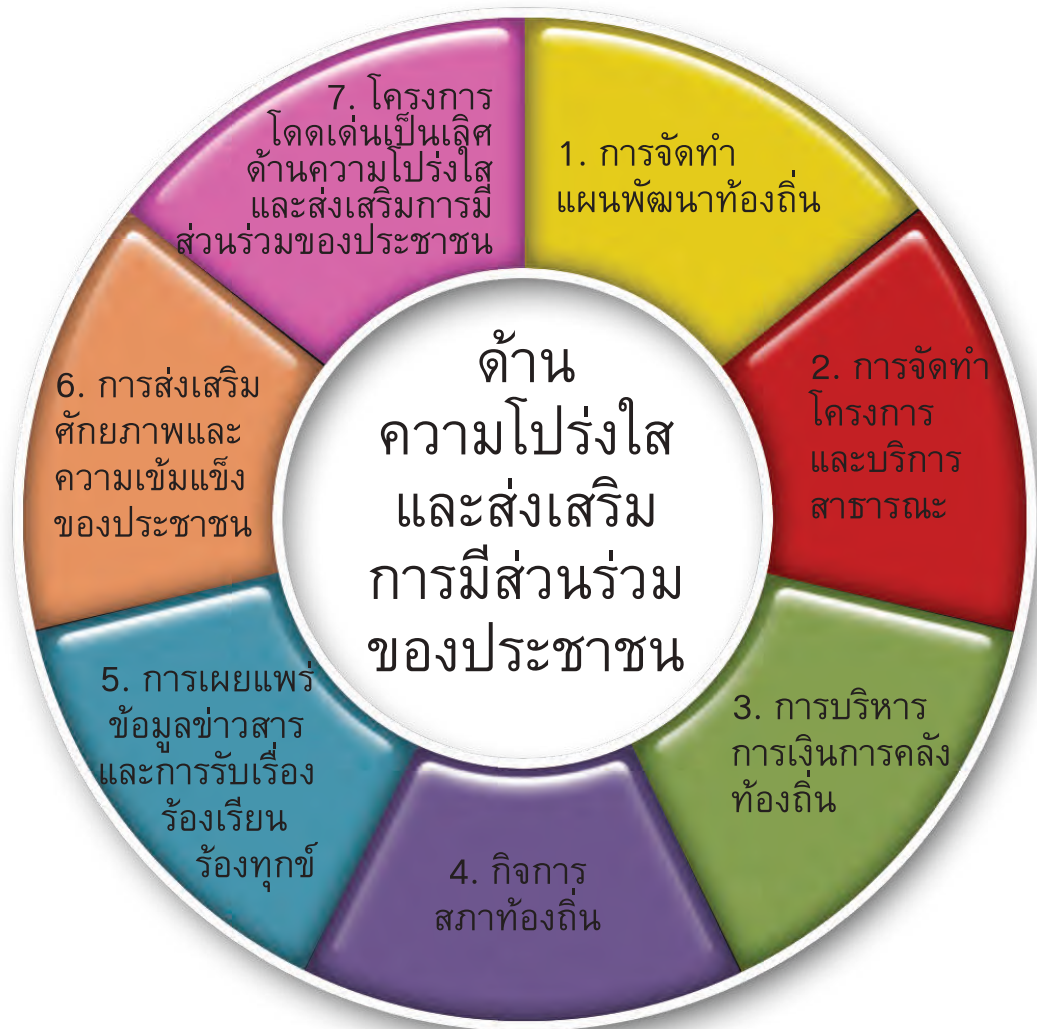 ด้าน
ความโปร่งใส
และส่งเสริม
การมีส่วนร่วม
ของประชาชน
1. การจัดทำ
แผนพัฒนาท้องถิ่น
2. การจัดทำ
โครงการ
และบริการ
สาธารณะ
3. การบริหาร
การเงินการคลัง
ท้องถิ่น
4. กิจการ
สภาท้องถิ่น
5. การเผยแพร่
ข้อมูลข่าวสาร
และการรับเรื่อง
ร้องเรียน
ร้องทุกข์
6. การส่งเสริม
ศักยภาพและ
ความเข้มแข็ง
ของประชาชน
7. โครงการ
โดดเด่นเป็นเลิศ
ด้านความโปร่งใส
และส่งเสริมการมี
ส่วนร่วมของประชาชน